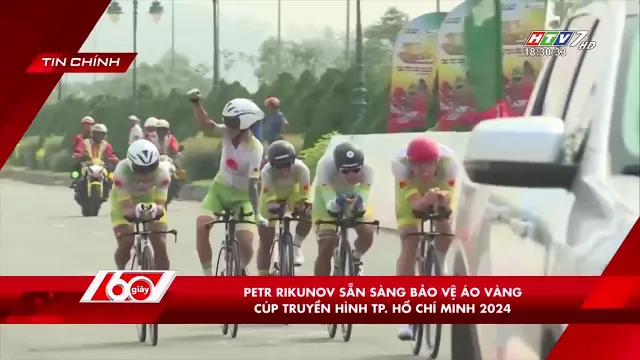 TIN CHÍNH
HTV7 HD
18:30:33
60 giây
PETR RIKUNOV SẴN SÀNG BẢO VỆ ÁO VÀNG
CÚP TRUYỀN HÌNH TP. HỒ CHÍ MINH 2024